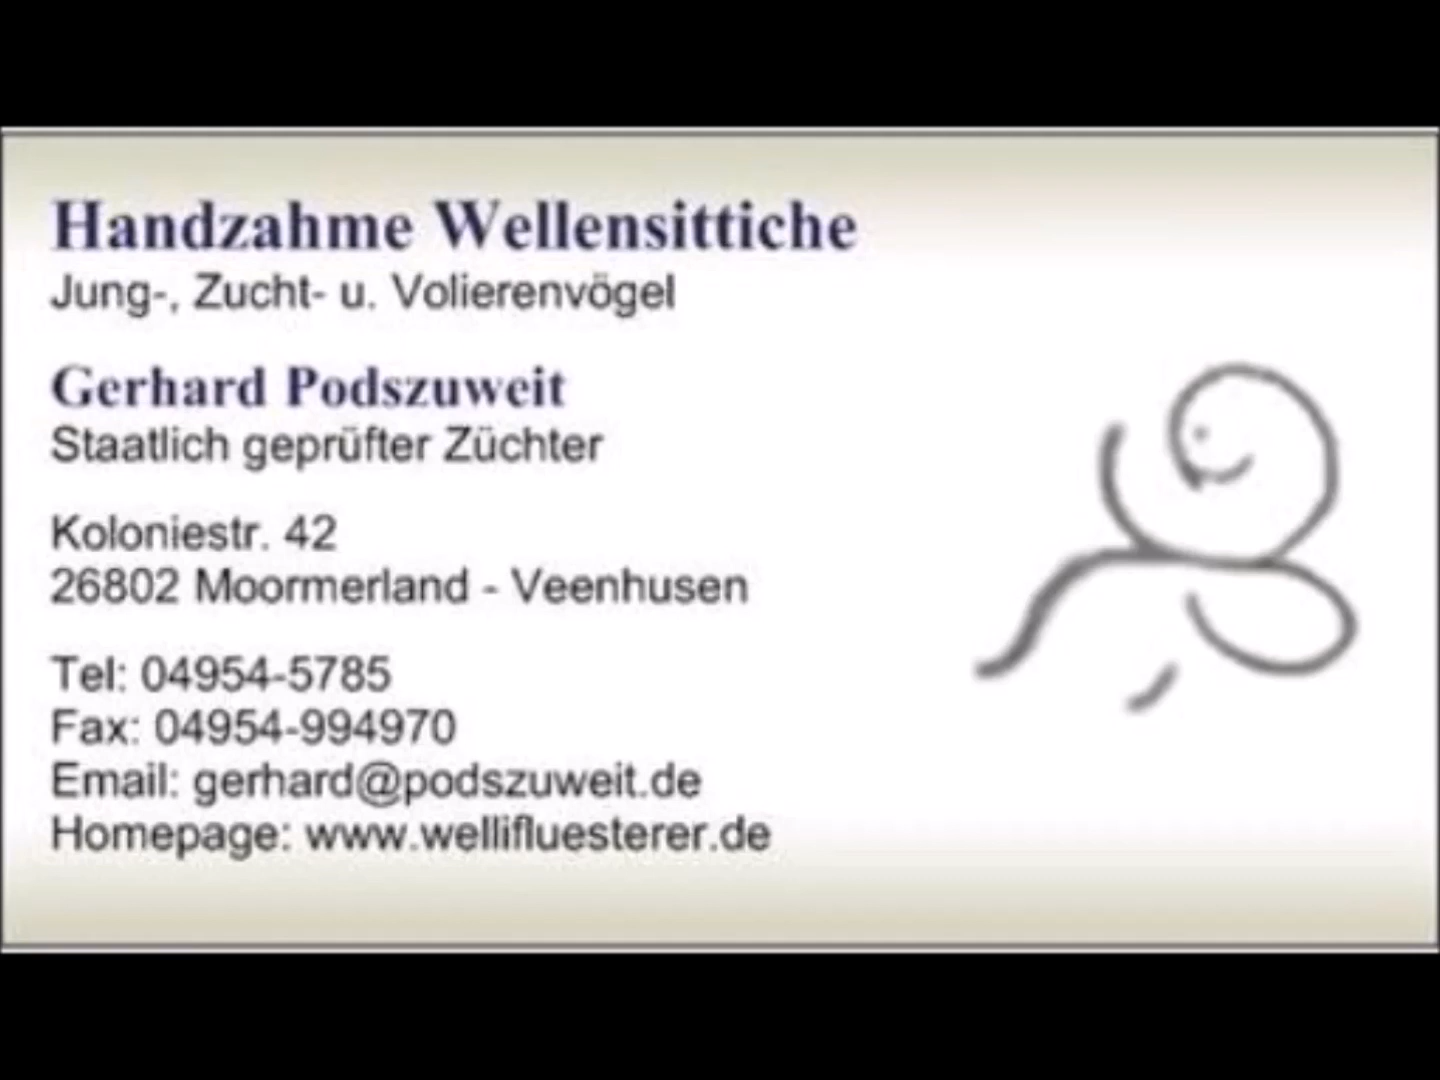 Handzahme Wellensittiche
Jung-, Zucht- u. Volierenvögel
Gerhard Podszuweit
Staatlich geprüfter Züchter
Koloniestr. 42
26802 Moormerland - Veenhusen
Tel: 04954-5785
Fax: 04954-994970
Email: gerhard@podszuweit.de
Homepage: www.wellifluesterer.de